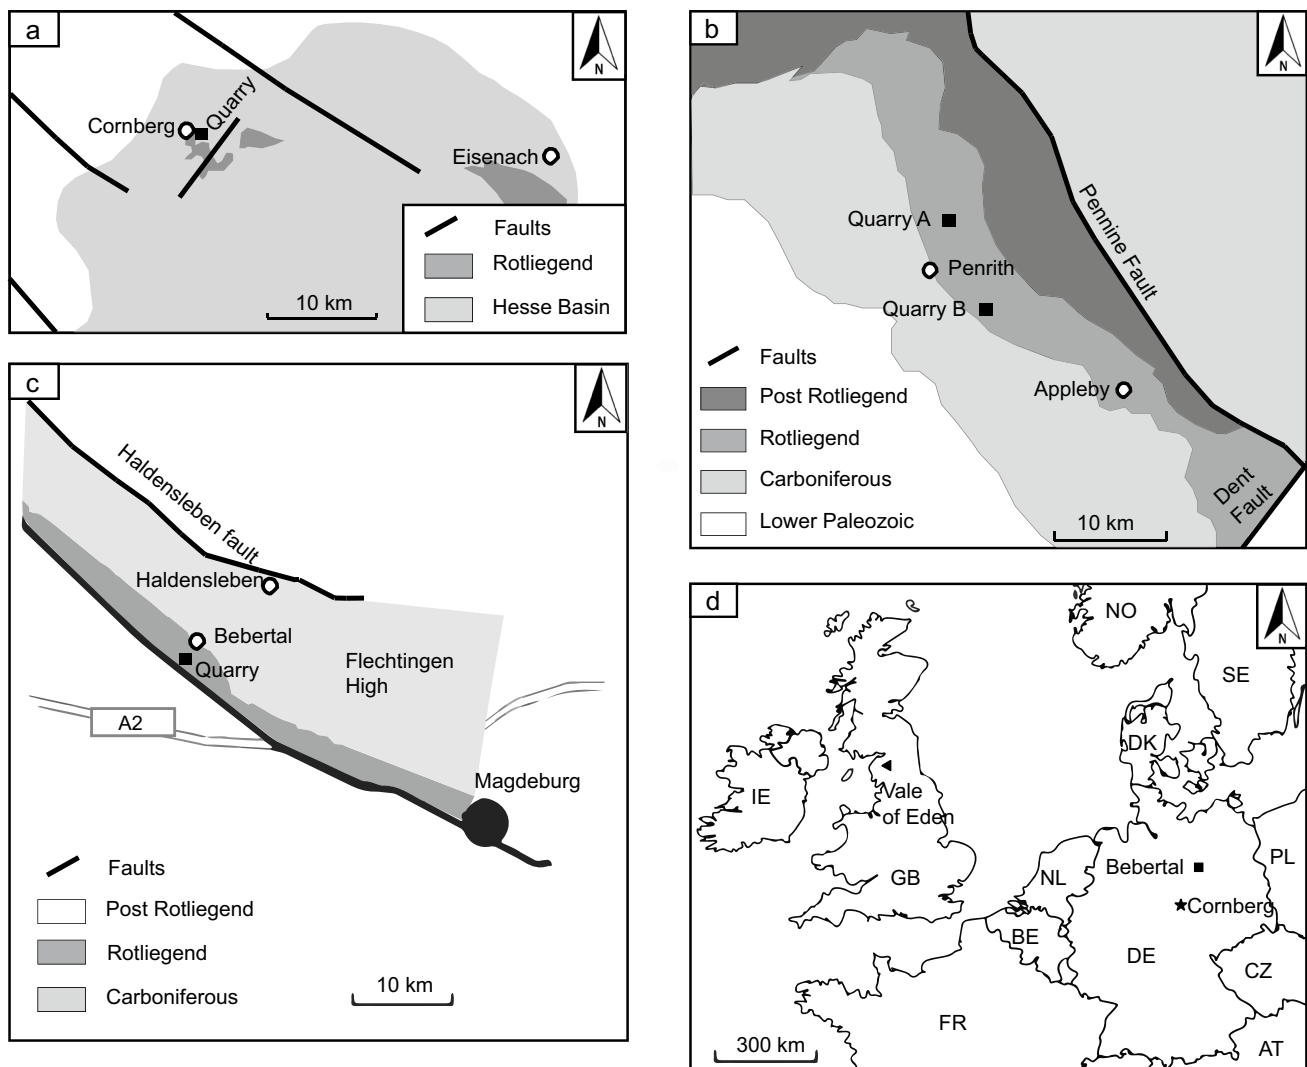 a
N
Cornberg
Quarry
Eisenach
Faults
Rotliegend
Hesse Basin
10 km
b
N
Pennine Fault
Quarry A
Penrith
Quarry B
Appleby
Dent
Fault
Faults
Post Rotliegend
Rotliegend
Carboniferous
Lower Paleozoic
10 km
c
N
Haldensleben fault
Haldensleben
Bebertal
Quarry
Flechtingen
High
A2
Magdeburg
Faults
Post Rotliegend
Rotliegend
Carboniferous
10 km
d
N
NO
SE
DK
IE
Vale
of Eden
GB
NL
Bebertal
PL
Cornberg
BE
DE
CZ
FR
AT
300 km